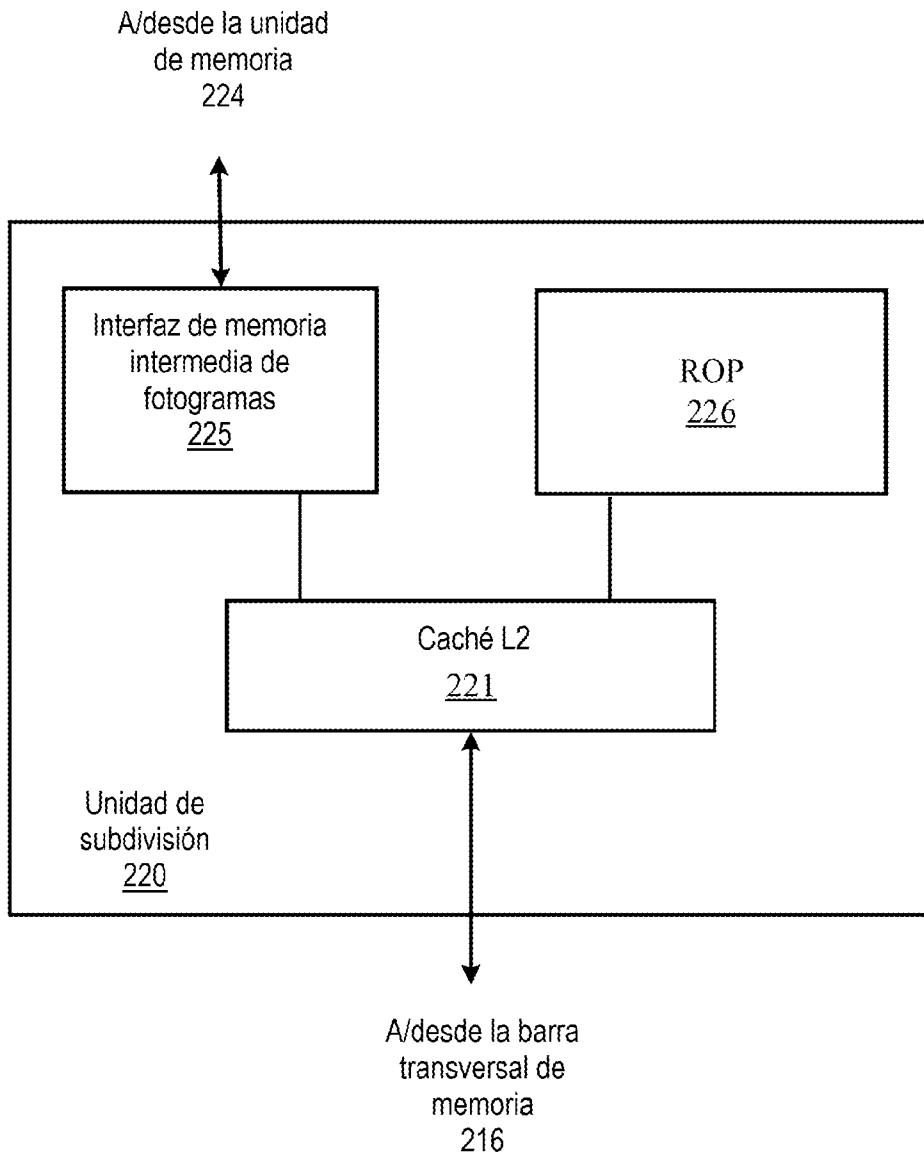 A/desde la unidad
de memoria
224
Interfaz de memoria
intermedia de
fotogramas
225
ROP
226
Caché L2
221
Unidad de
subdivisión
220
A/desde la barra
transversal de
memoria
216